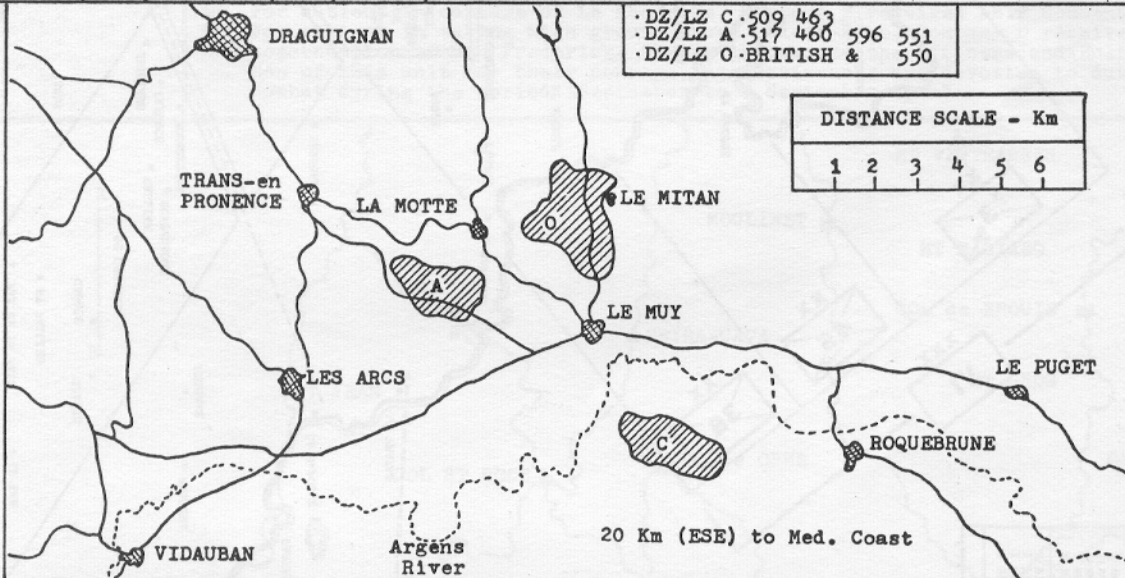 ·DZ/LZ C·509 463
·DZ/LZ A·517 460 596 551
·DZ/LZ O·BRITISH & 550
DRAGUIGNAN
DISTANCE SCALE - Km
1 2 3 4 5 6
TRANS-en
PRONENCE
LA MOTTE
LE MITAN
O
A
LE MUY
LES ARCS
LE PUGET
C
ROQUEBRUNE
20 Km (ESE) to Med. Coast
VIDAUBAN
Argens
River